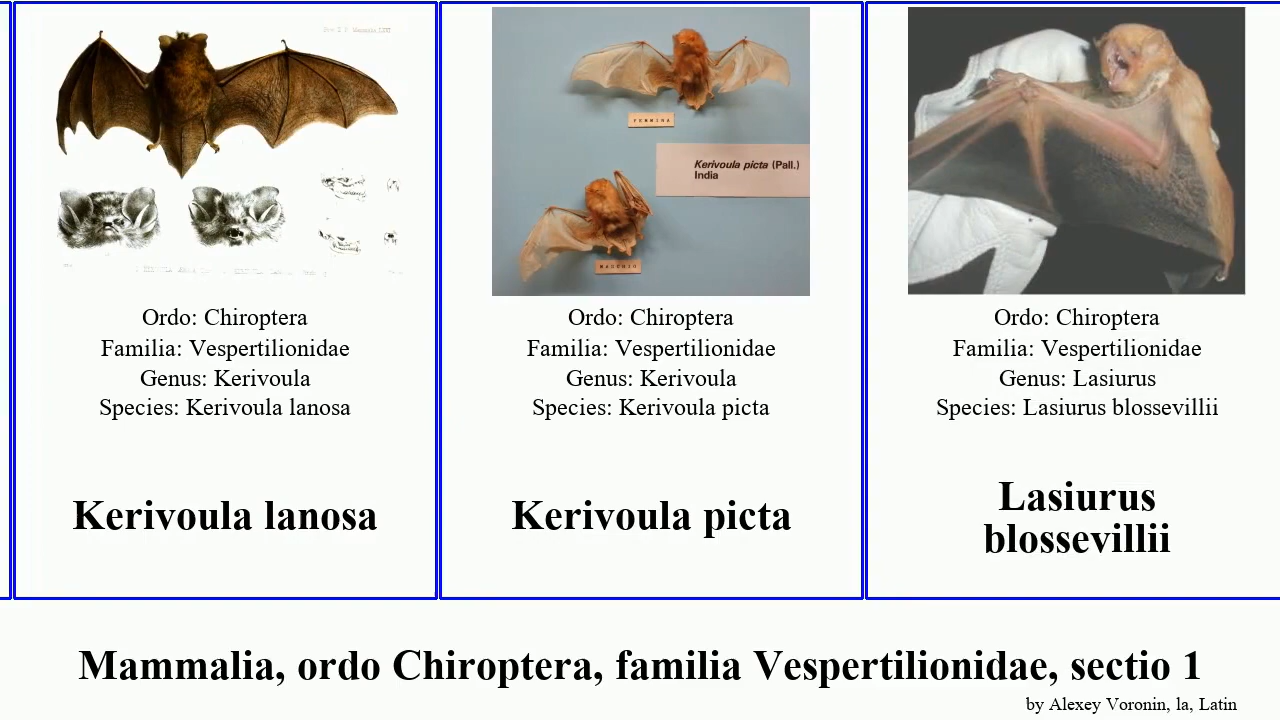 FEMMINA
Kerivoula picta (Pall.)
India
MASCHIO
Ordo: Chiroptera
Familia: Vespertilionidae
Genus: Kerivoula
Species: Kerivoula lanosa
Kerivoula lanosa
Ordo: Chiroptera
Familia: Vespertilionidae
Genus: Kerivoula
Species: Kerivoula picta
Kerivoula picta
Ordo: Chiroptera
Familia: Vespertilionidae
Genus: Lasiurus
Species: Lasiurus blossevillii
Lasiurus
blossevillii
Mammalia, ordo Chiroptera, familia Vespertilionidae, sectio 1
by Alexey Voronin, la, Latin